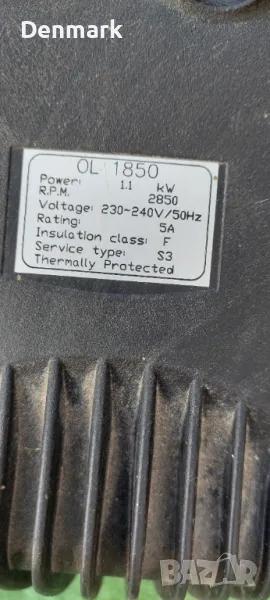 Denmark
OL 1850
Power: 1.1 kW
R.P.M. 2850
Voltage: 230~240V/50Hz
Rating: 5A
Insulation class: F
Service type: S3
Thermally Protected
bazar.bg